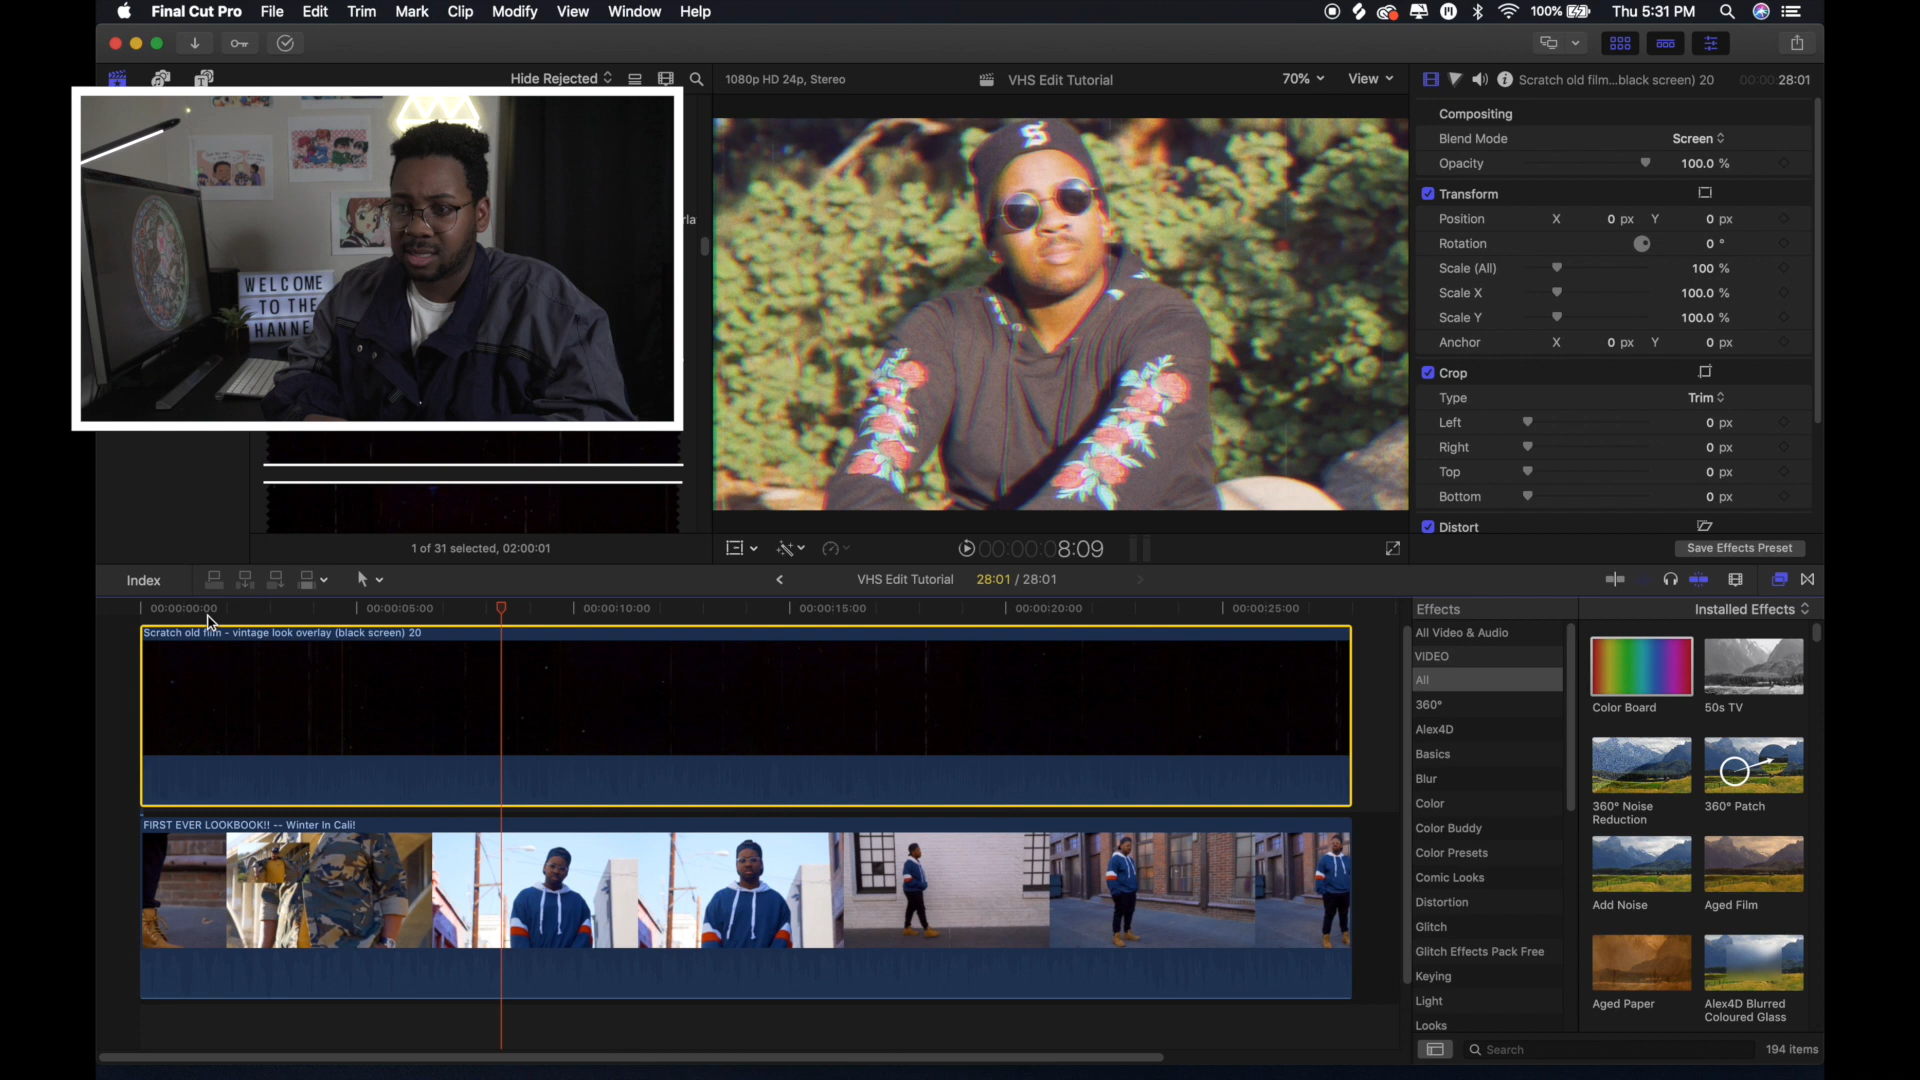 Final Cut Pro File Edit Trim Mark Clip Modify View Window Help
100% Thu 5:31 PM
Hide Rejected
1080p HD 24p, Stereo
VHS Edit Tutorial
70% View
Scratch old film...black screen) 20
00:00:28:01
WELCOME
TO THE
HANNE
S
Compositing
Blend Mode Screen
Opacity 100.0 %
Transform
Position X 0 px Y 0 px
Rotation 0 °
Scale (All) 100 %
Scale X 100.0 %
Scale Y 100.0 %
Anchor X 0 px Y 0 px
Crop
Type Trim
Left 0 px
Right 0 px
Top 0 px
Bottom 0 px
Distort
Save Effects Preset
1 of 31 selected, 02:00:01
00:00:08:09
Index
VHS Edit Tutorial 28:01 / 28:01
00:00:00:00 00:00:05:00 00:00:10:00 00:00:15:00 00:00:20:00 00:00:25:00
Scratch old film - vintage look overlay (black screen) 20
FIRST EVER LOOKBOOK!! -- Winter In Cali!
Effects
Installed Effects
All Video & Audio
VIDEO
All
360°
Alex4D
Basics
Blur
Color
Color Buddy
Color Presets
Comic Looks
Distortion
Glitch
Glitch Effects Pack Free
Keying
Light
Looks
Color Board
50s TV
360° Noise
Reduction
360° Patch
Add Noise
Aged Film
Aged Paper
Alex4D Blurred
Coloured Glass
Search
194 items